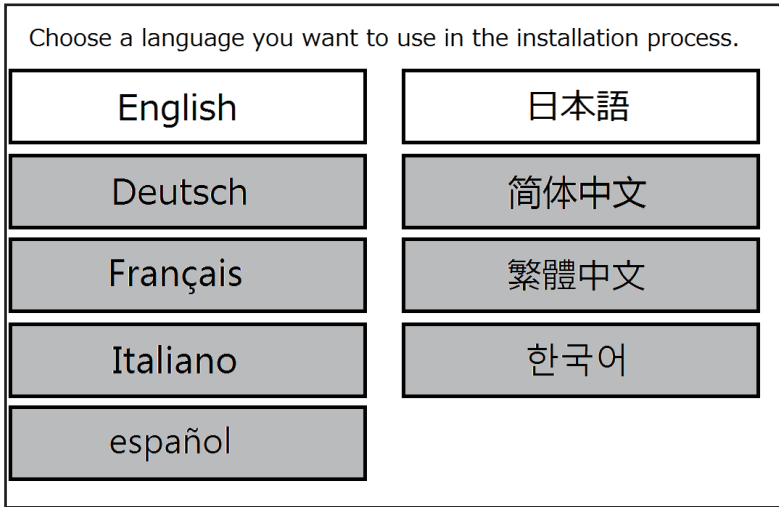 Choose a language you want to use in the installation process.
English
日本語
Deutsch
简体中文
Français
繁體中文
Italiano
한국어
español